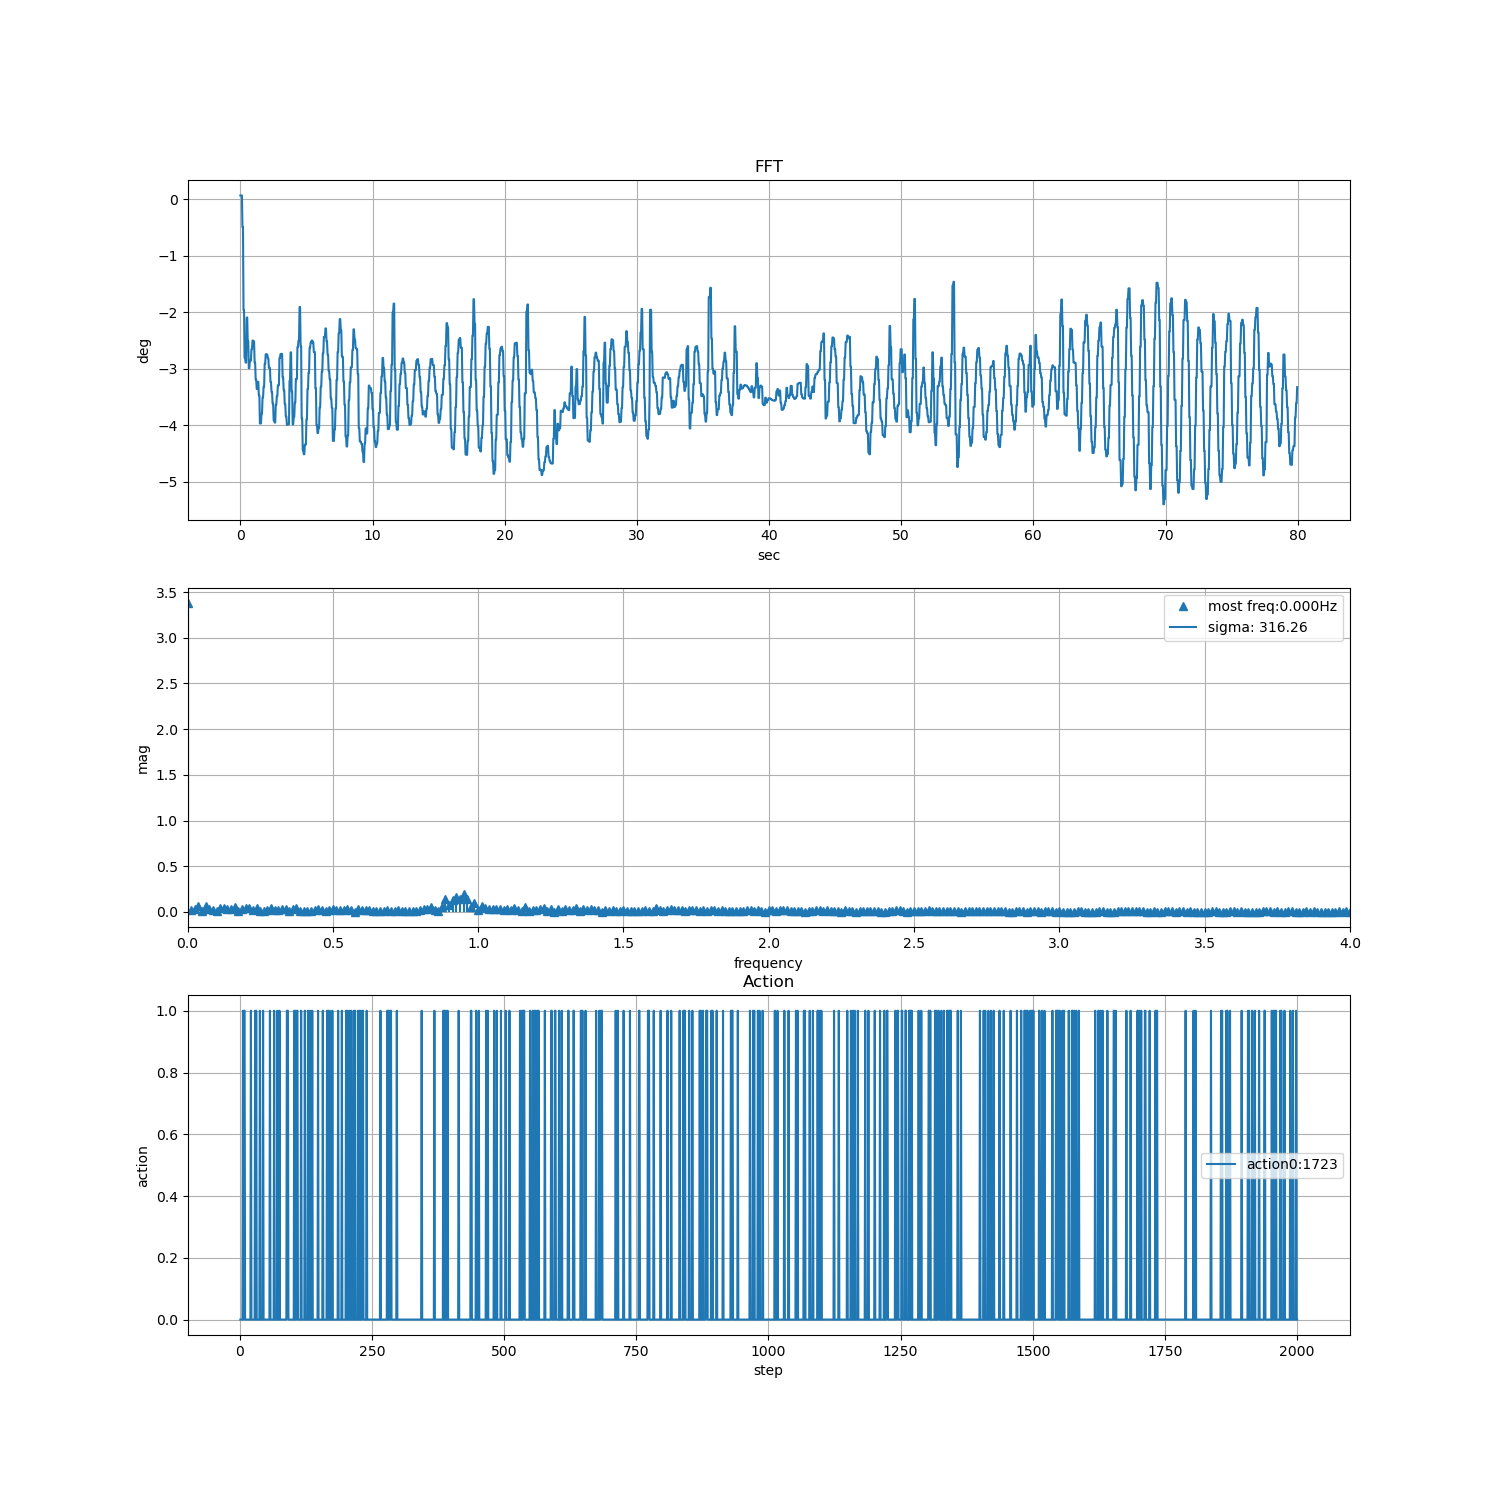 FFT
0
−1
−2
−3
−4
−5
deg
0 10 20 30 40 50 60 70 80
sec
3.5
3.0
2.5
2.0
1.5
1.0
0.5
0.0
mag
most freq:0.000Hz
sigma: 316.26
0.0 0.5 1.0 1.5 2.0 2.5 3.0 3.5 4.0
frequency
Action
1.0
0.8
0.6
0.4
0.2
0.0
action
action0:1723
0 250 500 750 1000 1250 1500 1750 2000
step